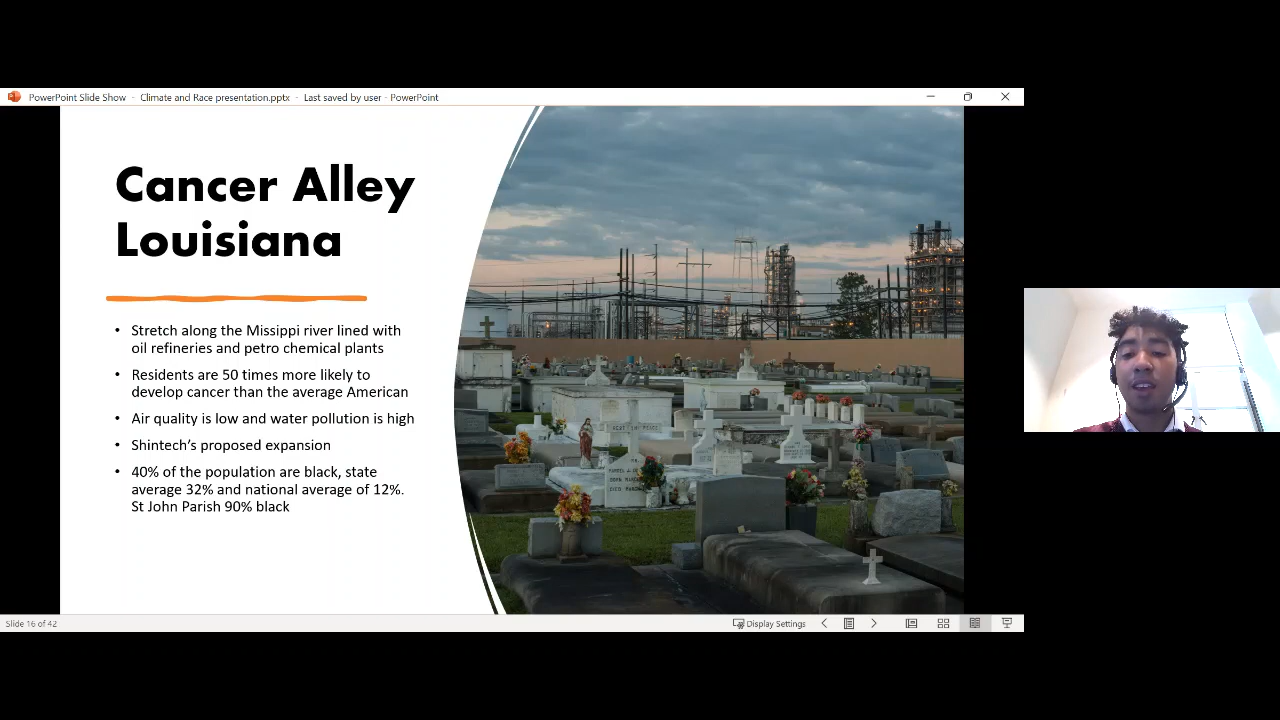 PowerPoint Slide Show - Climate and Race presentation.pptx - Last saved by user - PowerPoint
Cancer Alley
Louisiana
• Stretch along the Missippi river lined with
oil refineries and petro chemical plants
• Residents are 50 times more likely to
develop cancer than the average American
• Air quality is low and water pollution is high
• Shintech's proposed expansion
• 40% of the population are black, state
average 32% and national average of 12%.
St John Parish 90% black
Slide 16 of 42
Display Settings